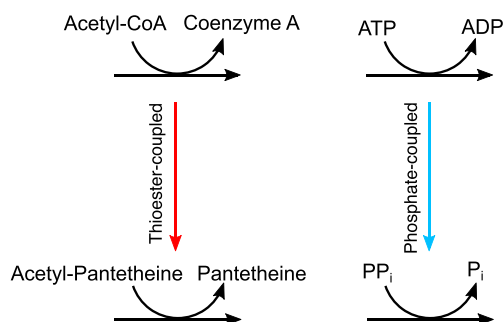 Acetyl-CoA Coenzyme A
ATP ADP
Thioester-coupled
Phosphate-coupled
Acetyl-Pantetheine Pantetheine
PPi Pi